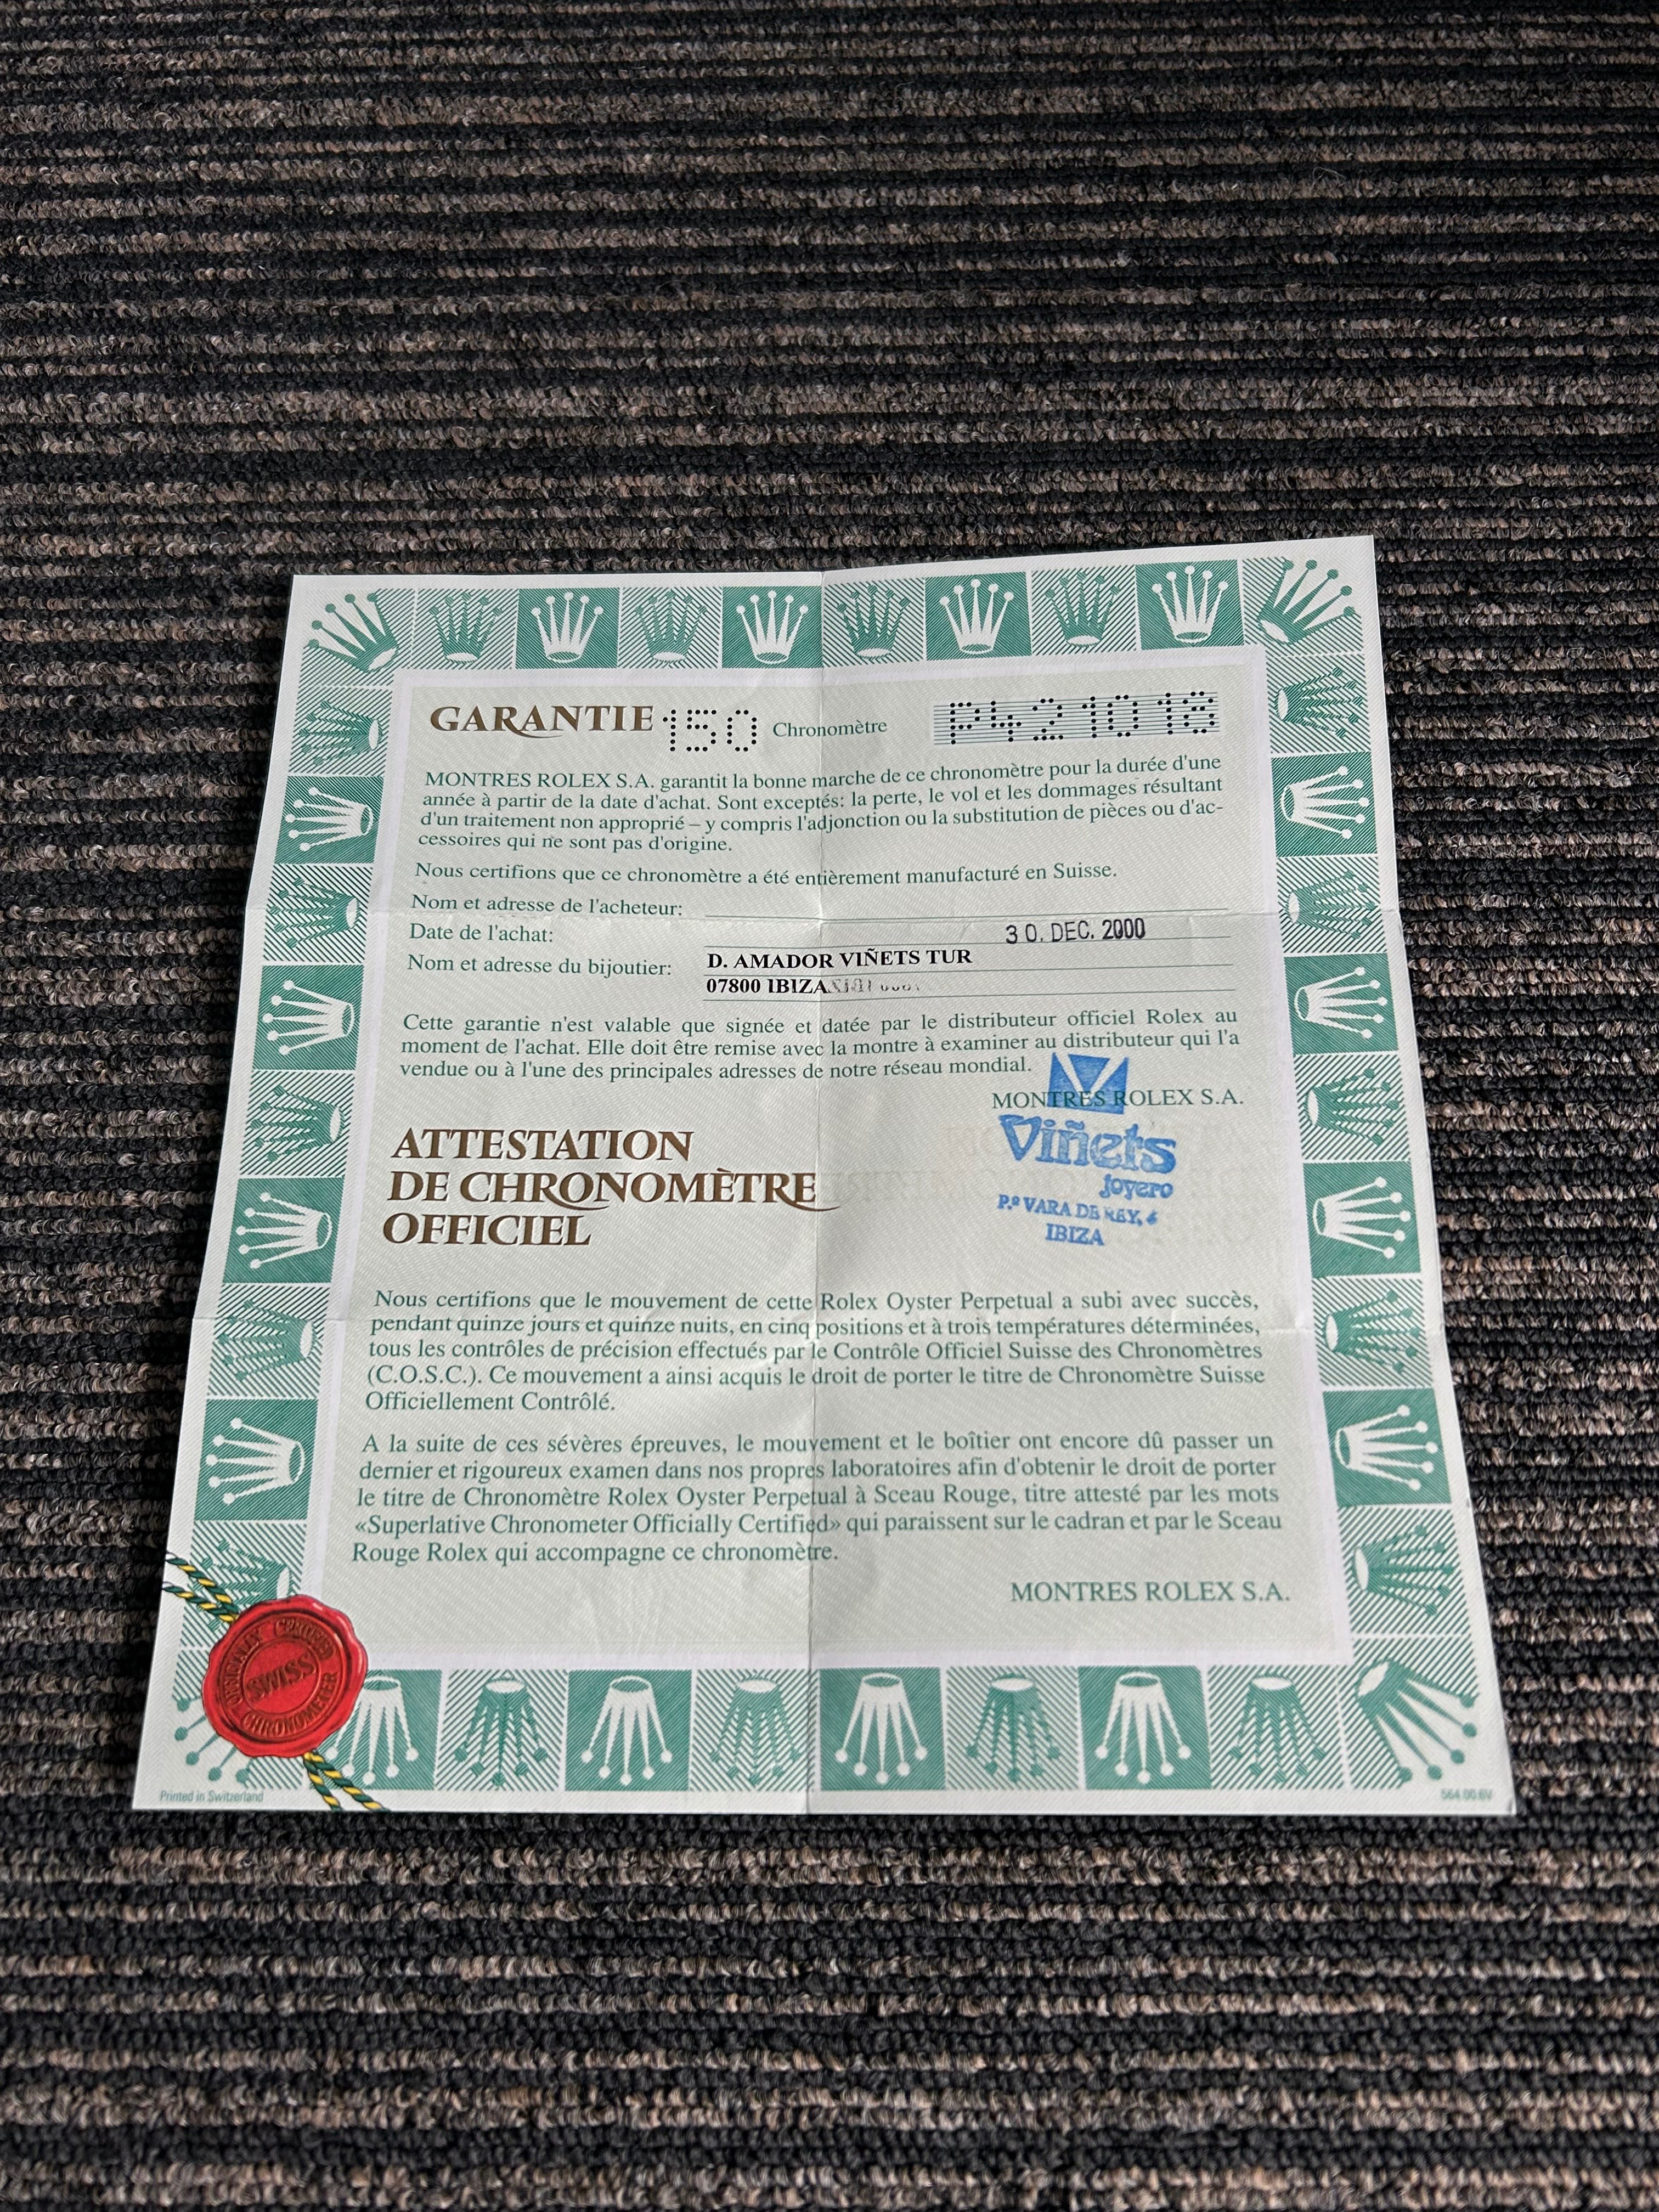 GARANTIE 150 Chronomètre P421018
MONTRES ROLEX S.A. garantit la bonne marche de ce chronomètre pour la durée d'une
année à partir de la date d'achat. Sont exceptés: la perte, le vol et les dommages résultant
d'un traitement non approprié – y compris l'adjonction ou la substitution de pièces ou d'ac-
cessoires qui ne sont pas d'origine.
Nous certifions que ce chronomètre a été entièrement manufacturé en Suisse.
Nom et adresse de l'acheteur:
Date de l'achat: 30. DEC. 2000
Nom et adresse du bijoutier: D. AMADOR VIÑETS TUR
07800 IBIZA
Cette garantie n'est valable que signée et datée par le distributeur officiel Rolex au
moment de l'achat. Elle doit être remise avec la montre à examiner au distributeur qui l'a
vendue ou à l'une des principales adresses de notre réseau mondial.
MONTRES ROLEX S.A.
Viñets
joyero
P.º VARA DE REY, 4
IBIZA
ATTESTATION
DE CHRONOMÈTRE
OFFICIEL
Nous certifions que le mouvement de cette Rolex Oyster Perpetual a subi avec succès,
pendant quinze jours et quinze nuits, en cinq positions et à trois températures déterminées,
tous les contrôles de précision effectués par le Contrôle Officiel Suisse des Chronomètres
(C.O.S.C.). Ce mouvement a ainsi acquis le droit de porter le titre de Chronomètre Suisse
Officiellement Contrôlé.
A la suite de ces sévères épreuves, le mouvement et le boîtier ont encore dû passer un
dernier et rigoureux examen dans nos propres laboratoires afin d'obtenir le droit de porter
le titre de Chronomètre Rolex Oyster Perpetual à Sceau Rouge, titre attesté par les mots
«Superlative Chronometer Officially Certified» qui paraissent sur le cadran et par le Sceau
Rouge Rolex qui accompagne ce chronomètre.
MONTRES ROLEX S.A.
OFFICIALLY CERTIFIED
SWISS
CHRONOMETER
Printed in Switzerland
564.00.6V